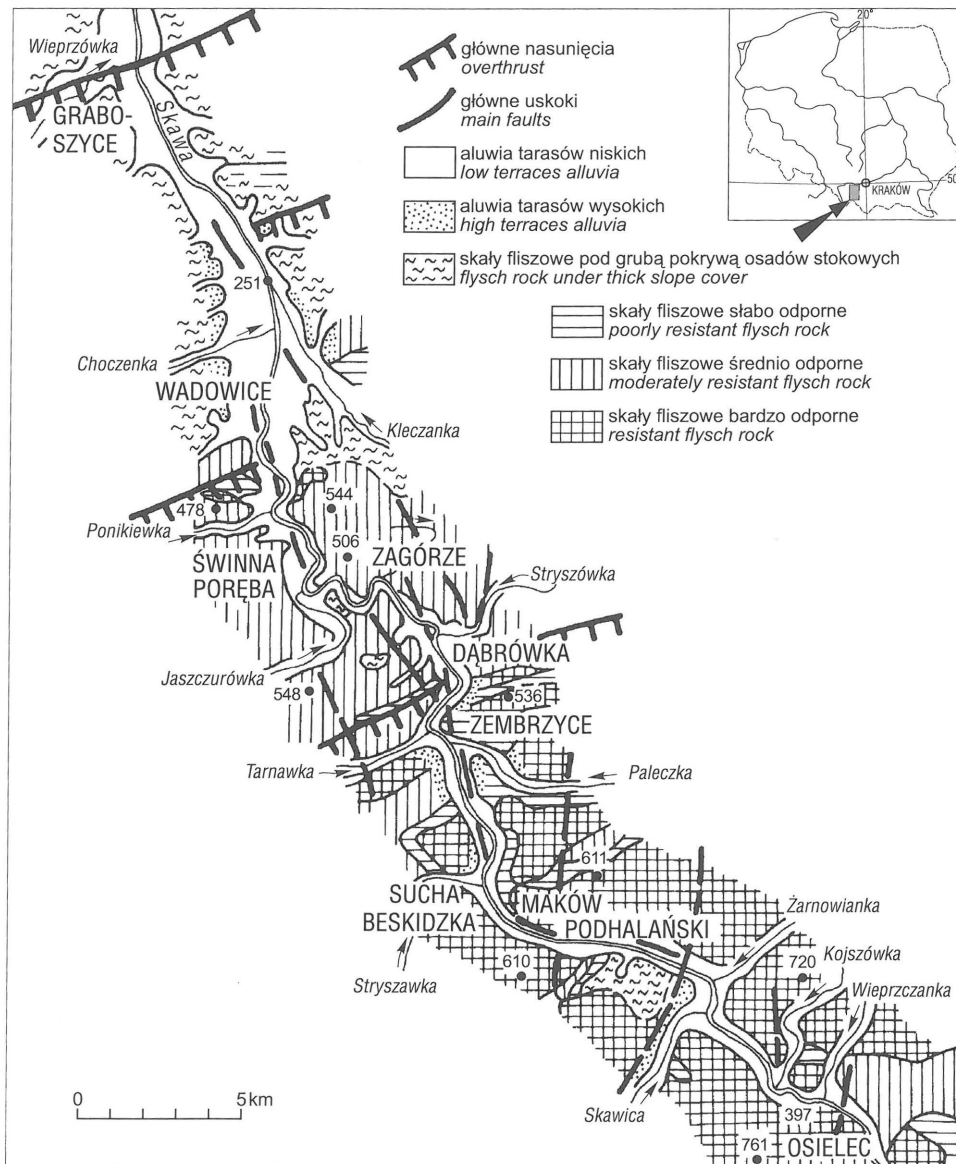 Wieprzówka
GRABO-
SZYCE
Skawa
główne nasunięcia
overthrust
główne uskoki
main faults
aluwia tarasów niskich
low terraces alluvia
aluwia tarasów wysokich
high terraces alluvia
skały fliszowe pod grubą pokrywą osadów stokowych
flysch rock under thick slope cover
skały fliszowe słabo odporne
poorly resistant flysch rock
skały fliszowe średnio odporne
moderately resistant flysch rock
skały fliszowe bardzo odporne
resistant flysch rock
20°
50
KRAKÓW
251
Choczenka
WADOWICE
Kleczanka
478
544
Ponikiewka
506
ŚWINNA
PORĘBA
ZAGÓRZE
Stryszówka
DĄBRÓWKA
Jaszczurówka
548
536
ZEMBRZYCE
Tarnawka
Paleczka
611
SUCHA
BESKIDZKA
MAKÓW
PODHALAŃSKI
Żarnowianka
Kojszówka
720
Wieprzczanka
610
Stryszawka
Skawica
397
OSIELEC
761
0 5 km